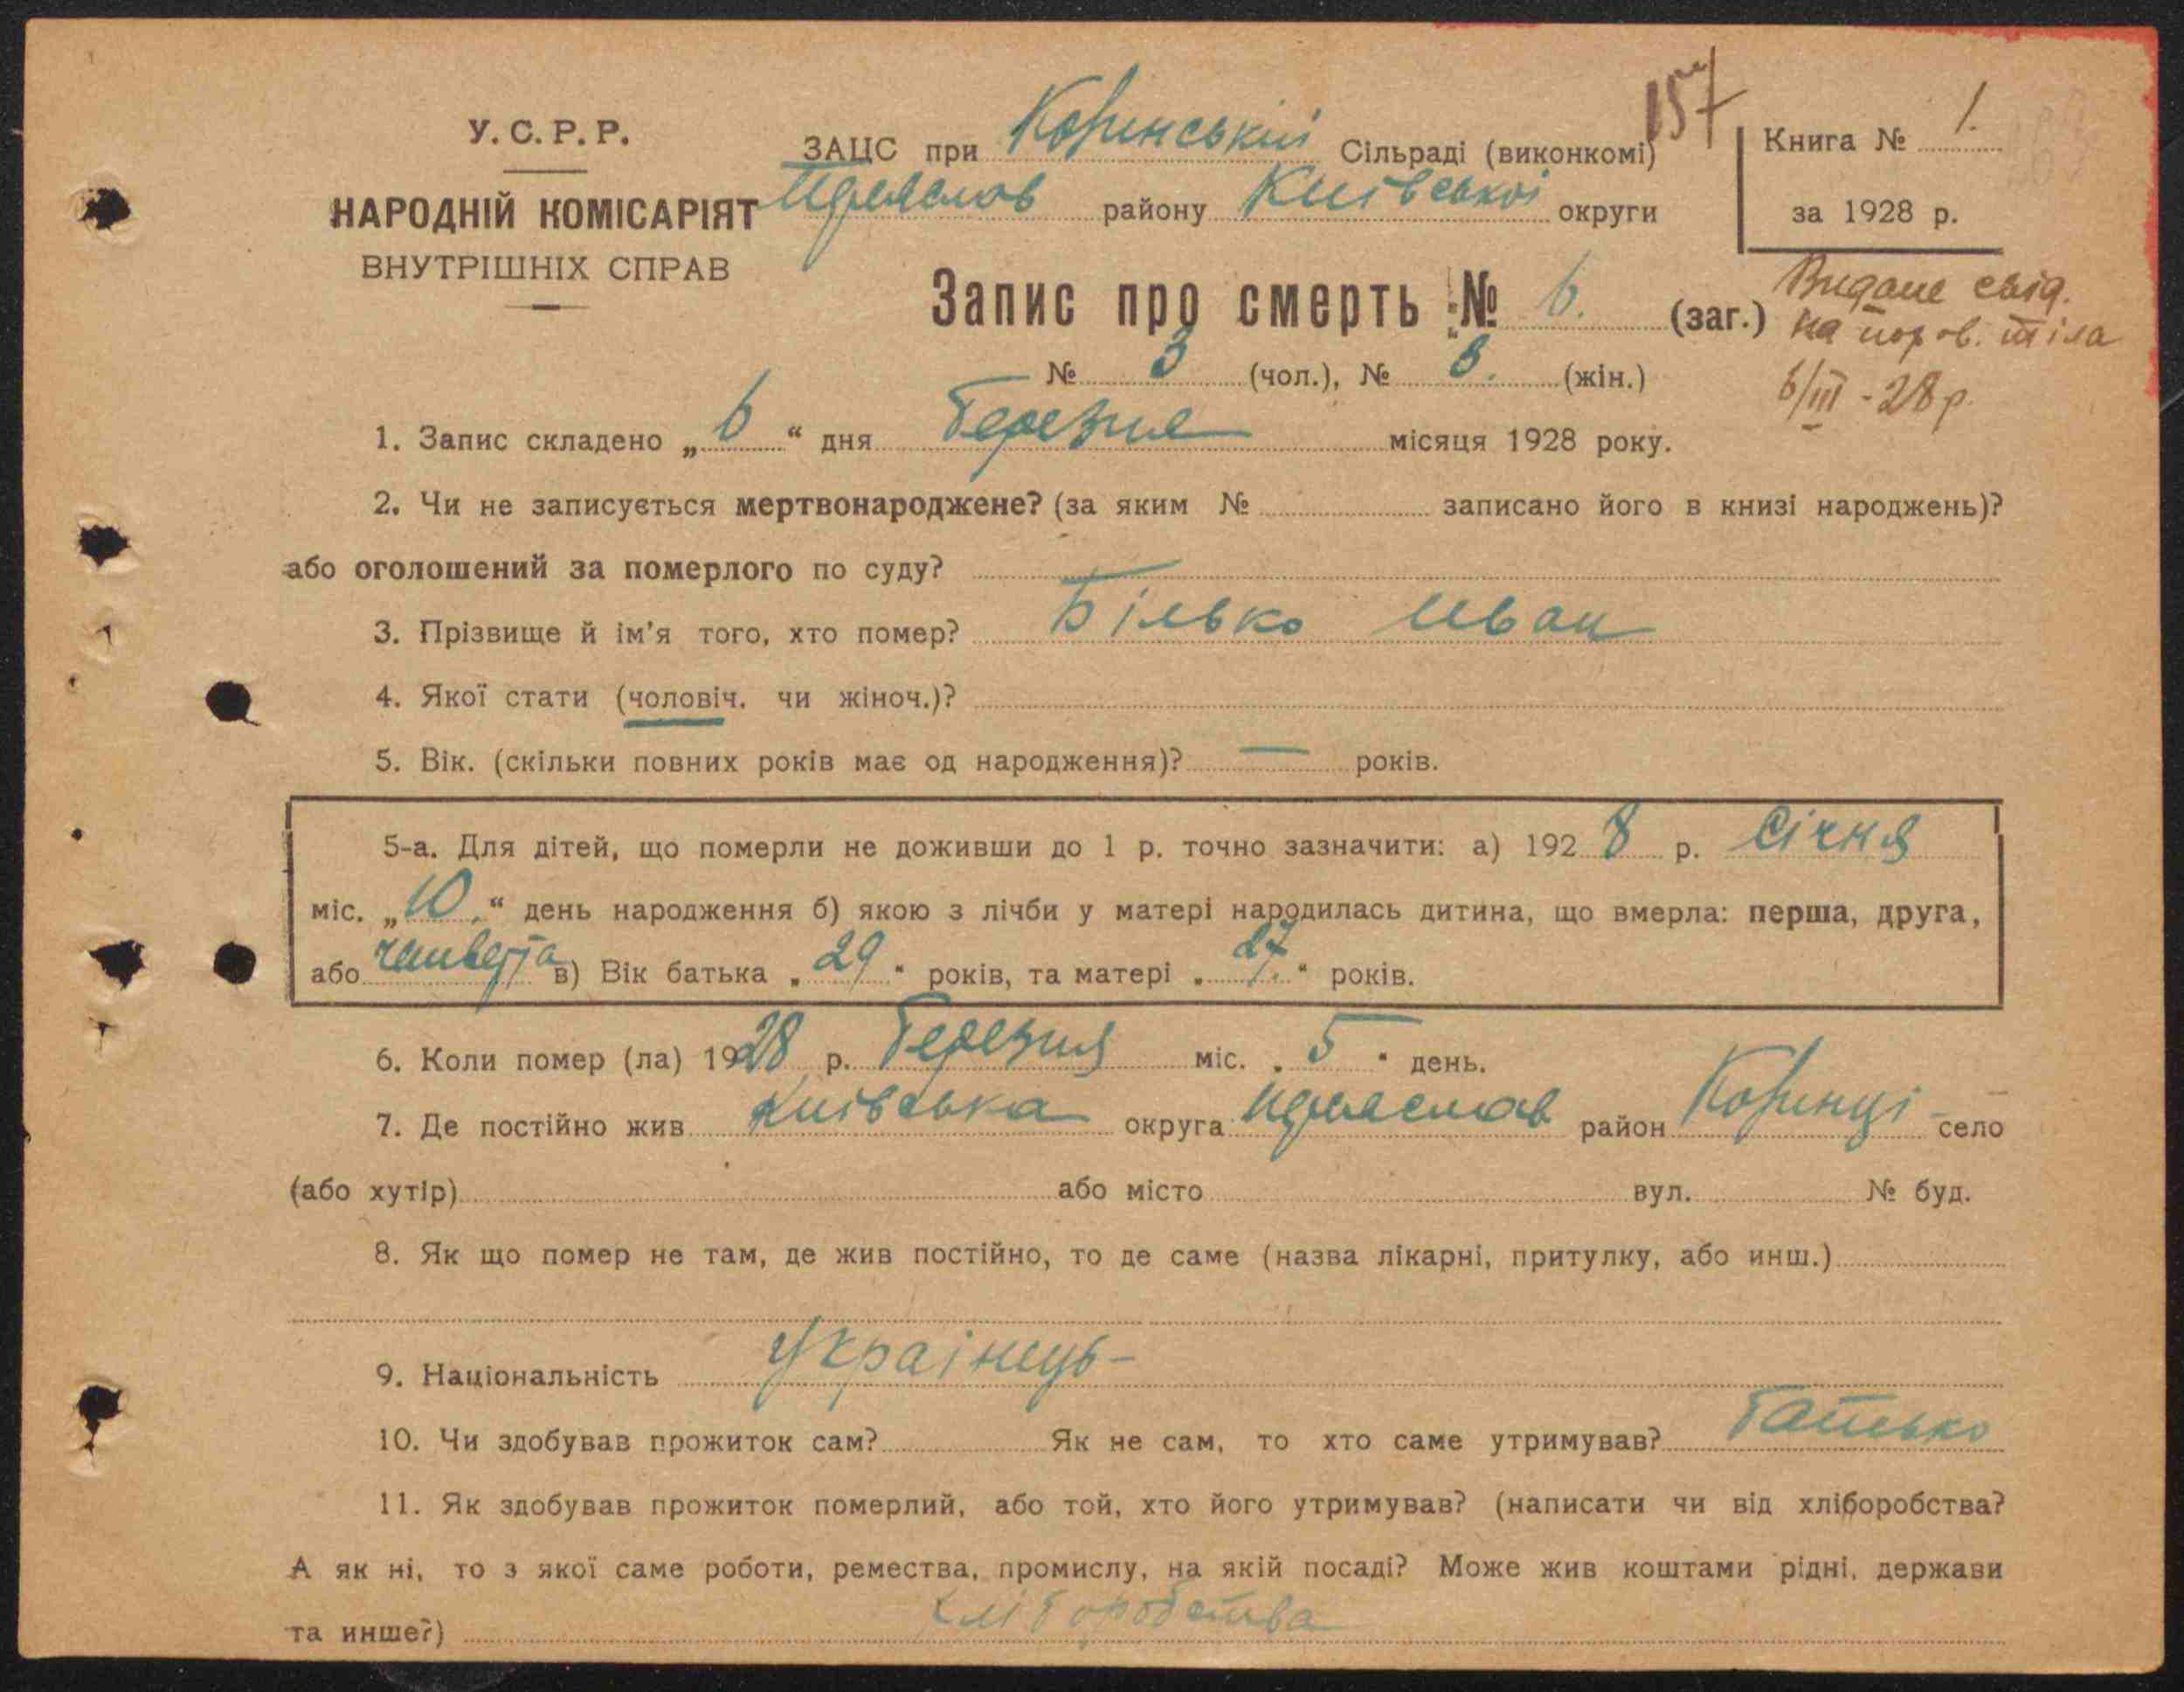 157
У. С. Р. Р.
ЗАЦС при Коринській Сільраді (виконкомі)
Книга № 1.
НАРОДНІЙ КОМІСАРІЯТ
Переяслов району Київської округи
за 1928 р.
ВНУТРІШНІХ СПРАВ
Запис про смерть № 6. (заг.)
Видане свід.
на пох ов. тіла
6/III - 28 р.
№ 3 (чол.), № 3. (жін.)
1. Запис складено „ 6 “ дня Березня місяця 1928 року.
2. Чи не записується мертвонароджене? (за яким № записано його в книзі народжень)?
або оголошений за померлого по суду?
3. Прізвище й ім'я того, хто помер? Білько Иван
4. Якої стати (чоловіч. чи жіноч.)?
5. Вік. (скільки повних років має од народження)? — років.
5-а. Для дітей, що померли не доживши до 1 р. точно зазначити: а) 1928 р. Січня
міс. „ 10. “ день народження б) якою з лічби у матері народилась дитина, що вмерла: перша, друга,
або четверта в) Вік батька „ 29 “ років, та матері „ 27. “ років.
6. Коли помер (ла) 1928 р. Березня міс. „ 5 “ день.
7. Де постійно жив Київська округа Переяслов район Коринці село
(або хутір) або місто вул. № буд.
8. Як що помер не там, де жив постійно, то де саме (назва лікарні, притулку, або инш.)
9. Національність Українець
10. Чи здобував прожиток сам? Як не сам, то хто саме утримував? Батько
11. Як здобував прожиток померлий, або той, хто його утримував? (написати чи від хліборобства?
А як ні, то з якої саме роботи, ремества, промислу, на якій посаді? Може жив коштами рідні, держави
та инше?) хліборобства